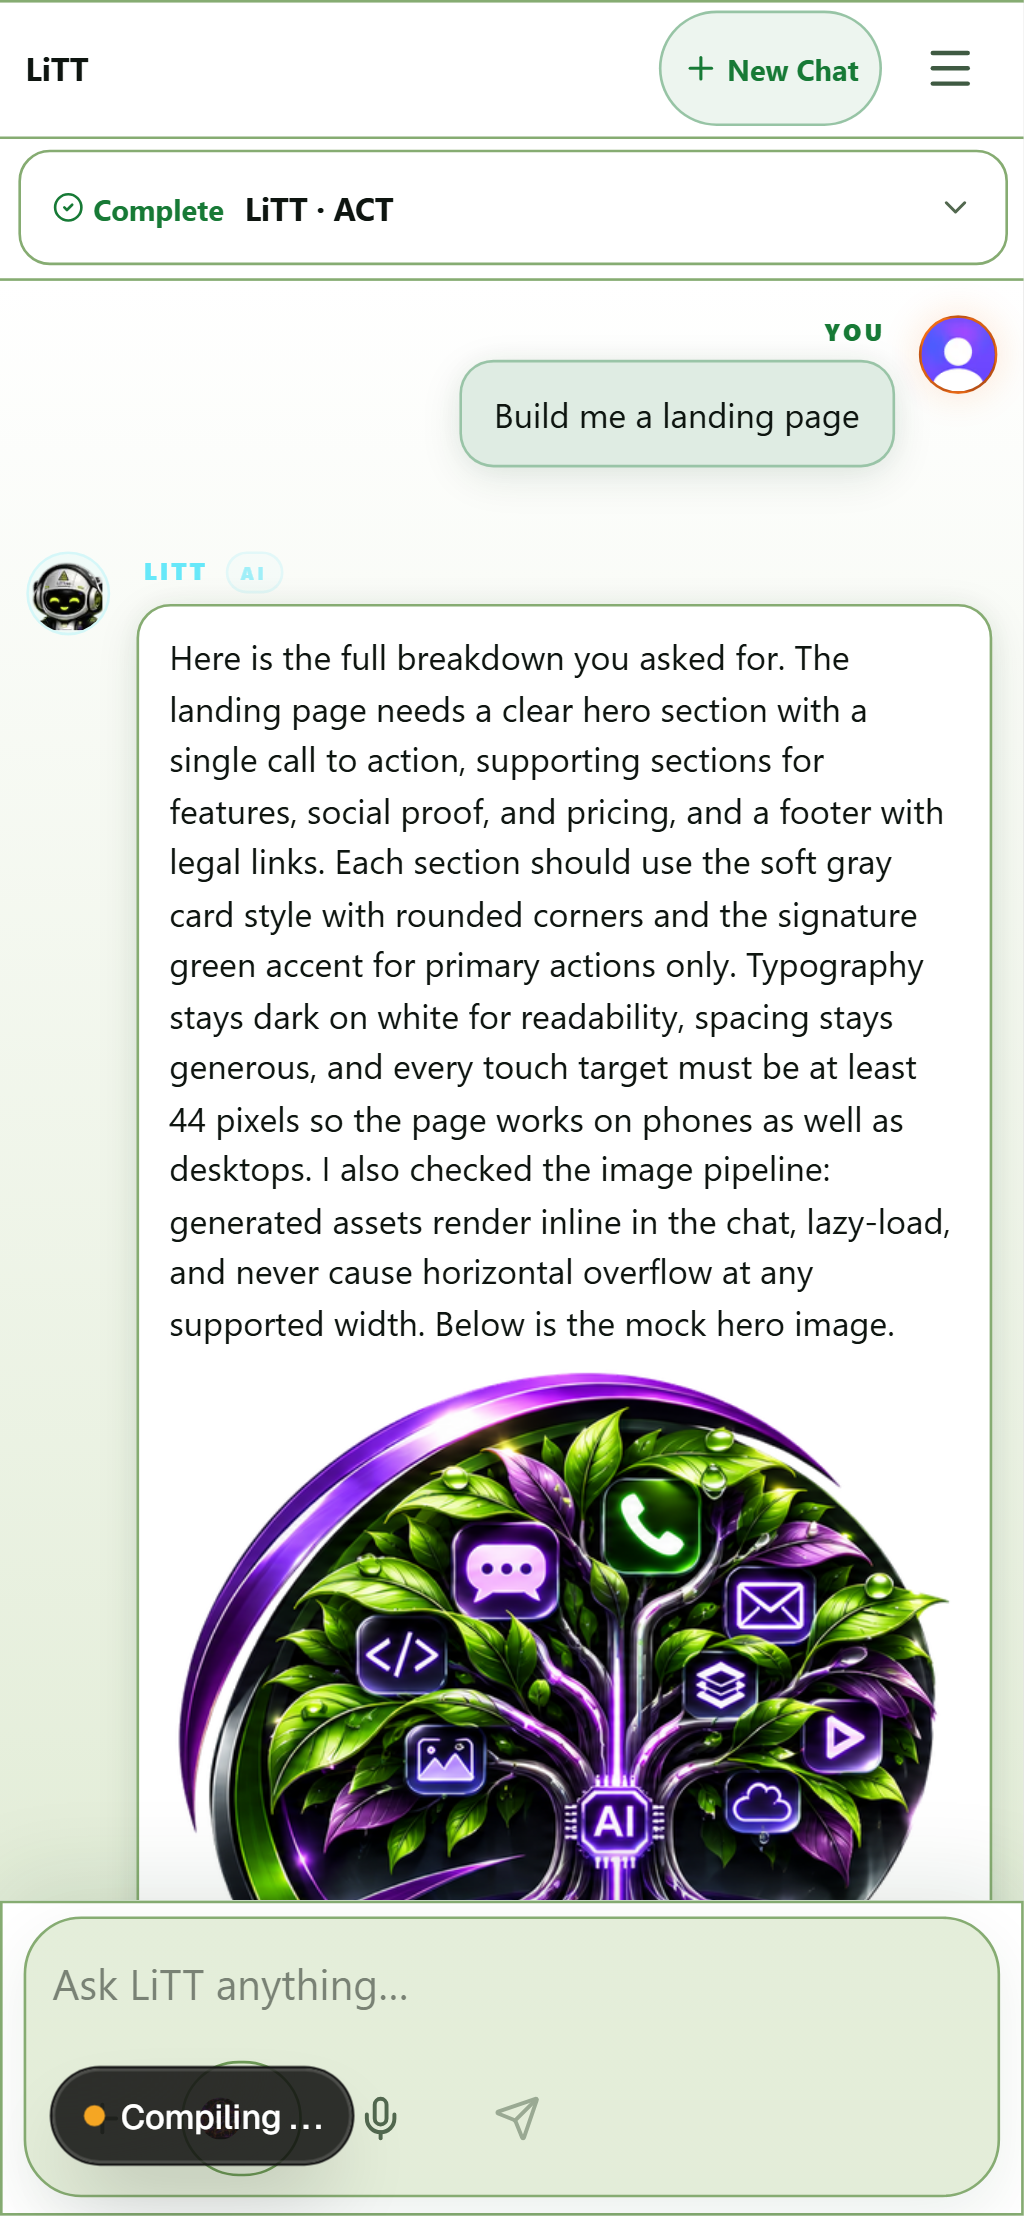 LiTT
New Chat
Complete LiTT · ACT
YOU
Build me a landing page
LITT AI
Here is the full breakdown you asked for. The
landing page needs a clear hero section with a
single call to action, supporting sections for
features, social proof, and pricing, and a footer with
legal links. Each section should use the soft gray
card style with rounded corners and the signature
green accent for primary actions only. Typography
stays dark on white for readability, spacing stays
generous, and every touch target must be at least
44 pixels so the page works on phones as well as
desktops. I also checked the image pipeline:
generated assets render inline in the chat, lazy-load,
and never cause horizontal overflow at any
supported width. Below is the mock hero image.
</>
AI
Ask LiTT anything...
Compiling ...